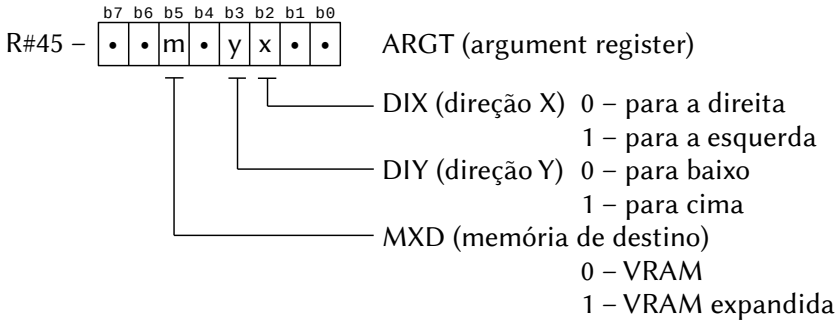 b7 b6 b5 b4 b3 b2 b1 b0
R#45 – • • m • y x • • ARGT (argument register)
DIX (direção X) 0 – para a direita
1 – para a esquerda
DIY (direção Y) 0 – para baixo
1 – para cima
MXD (memória de destino)
0 – VRAM
1 – VRAM expandida